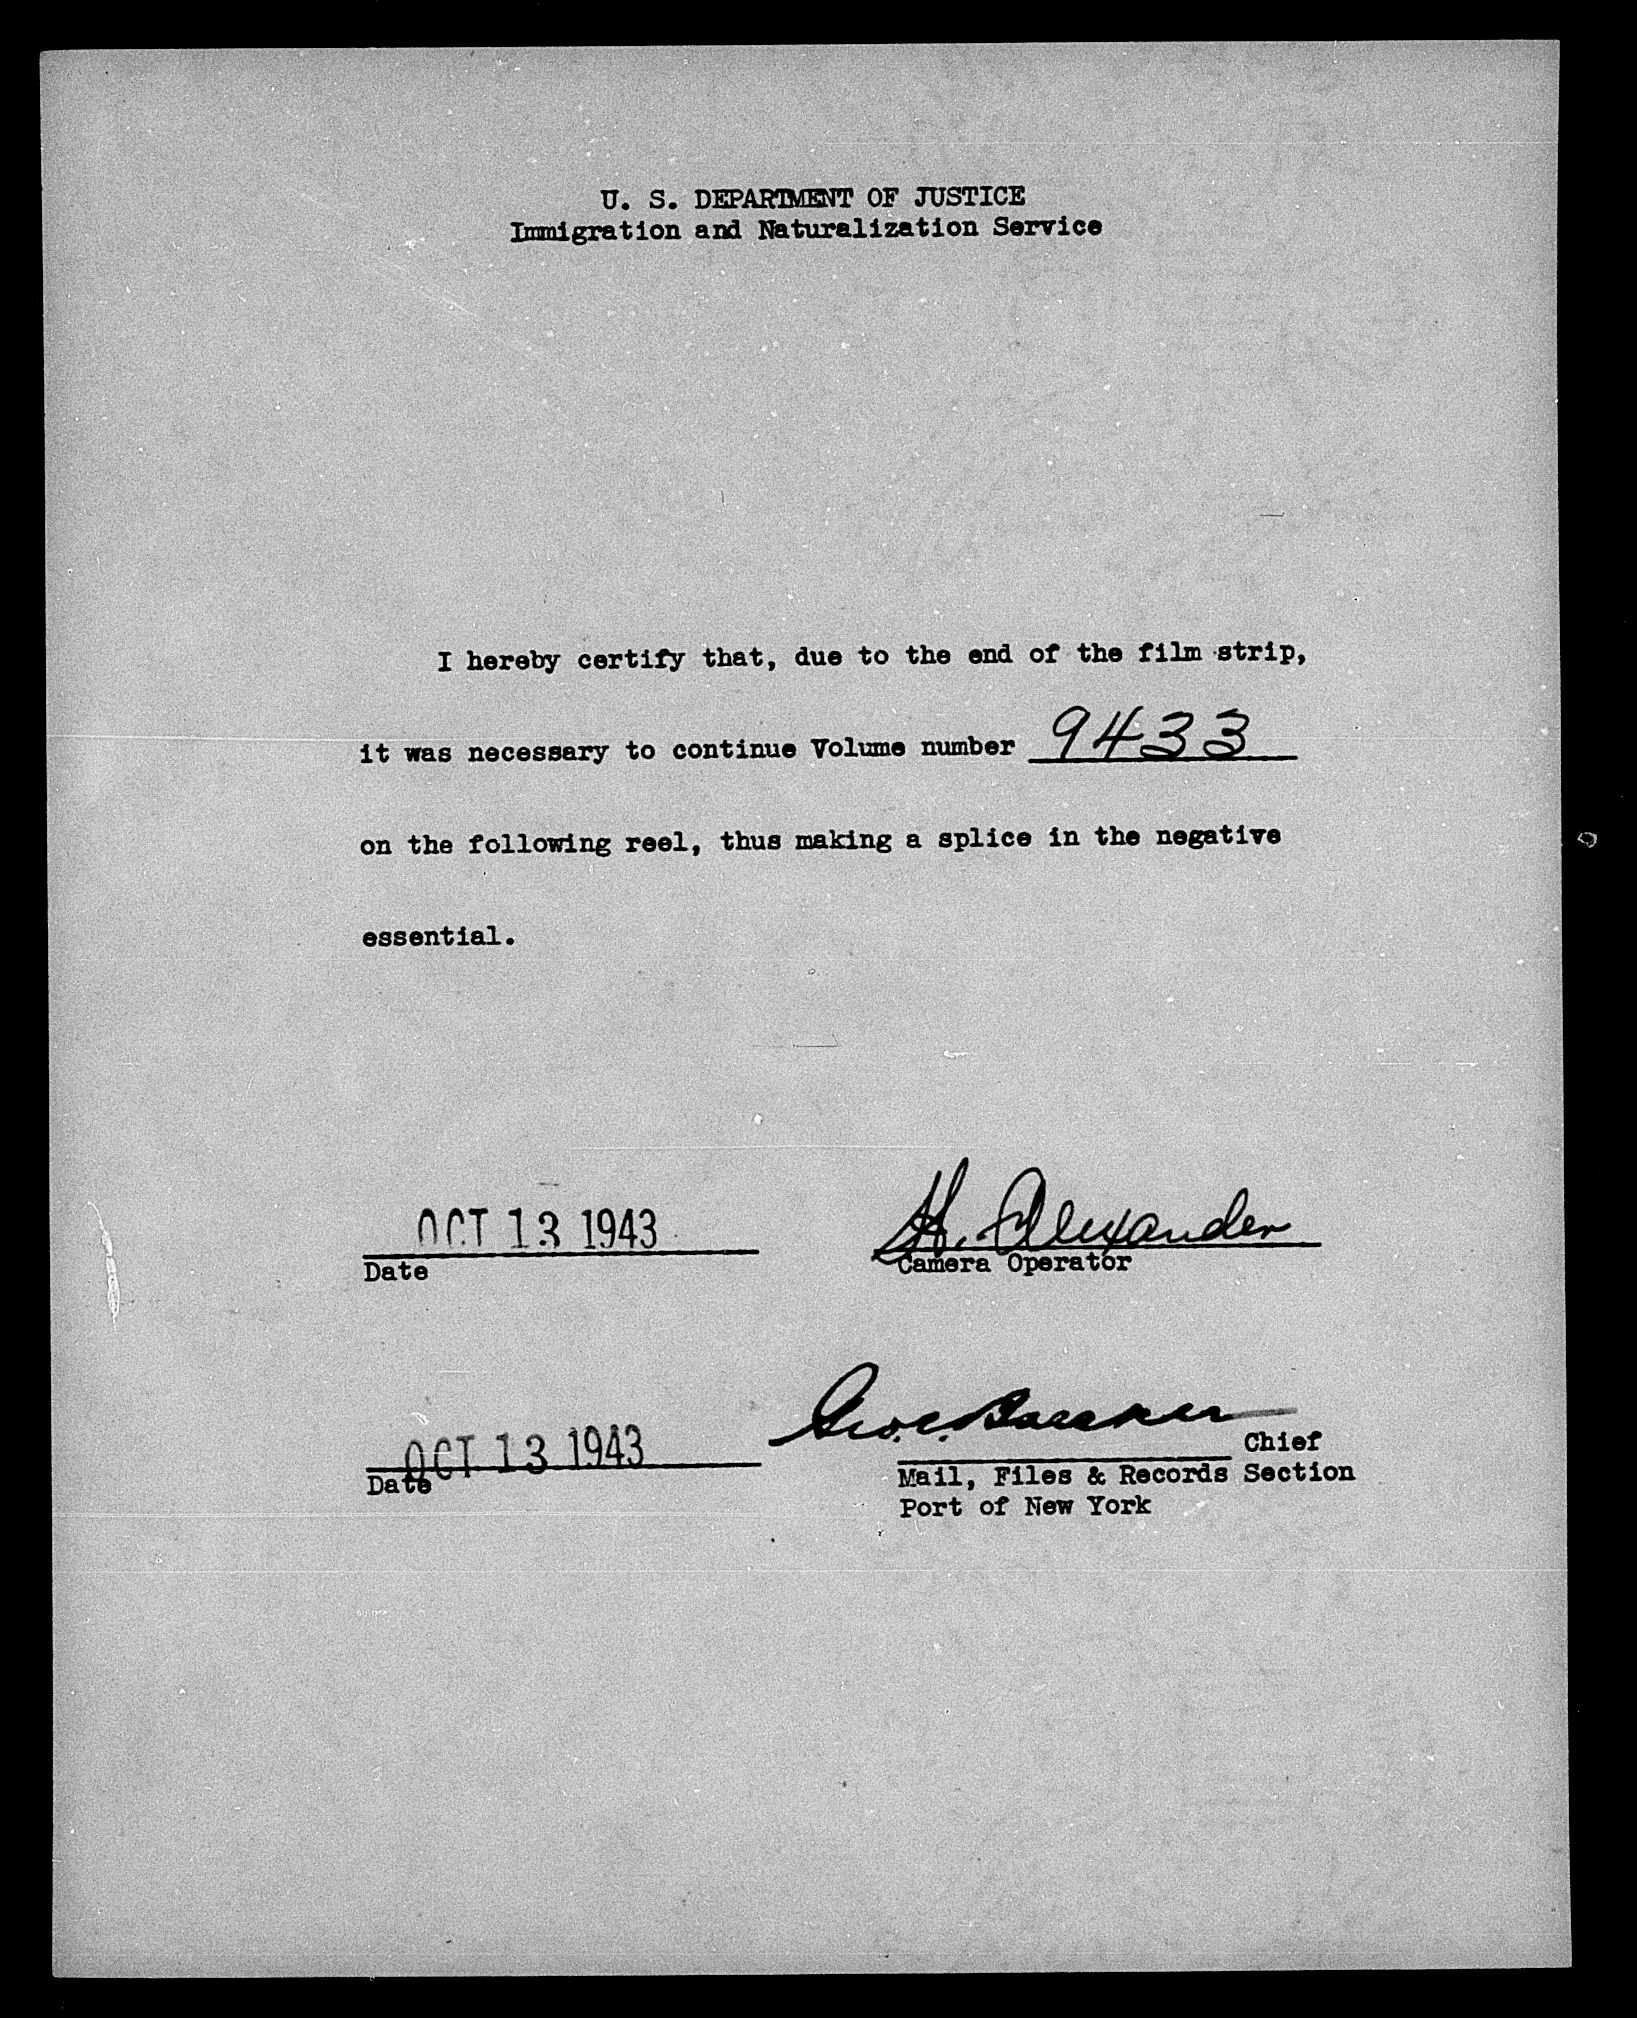 U. S. DEPARTMENT OF JUSTICE
Immigration and Naturalization Service
I hereby certify that, due to the end of the film strip,
it was necessary to continue Volume number 9433
on the following reel, thus making a splice in the negative
essential.
OCT 13 1943 H. Alexander
Date Camera Operator
OCT 13 1943 Geo. C.
Chief
Date Mail, Files & Records Section
Port of New York